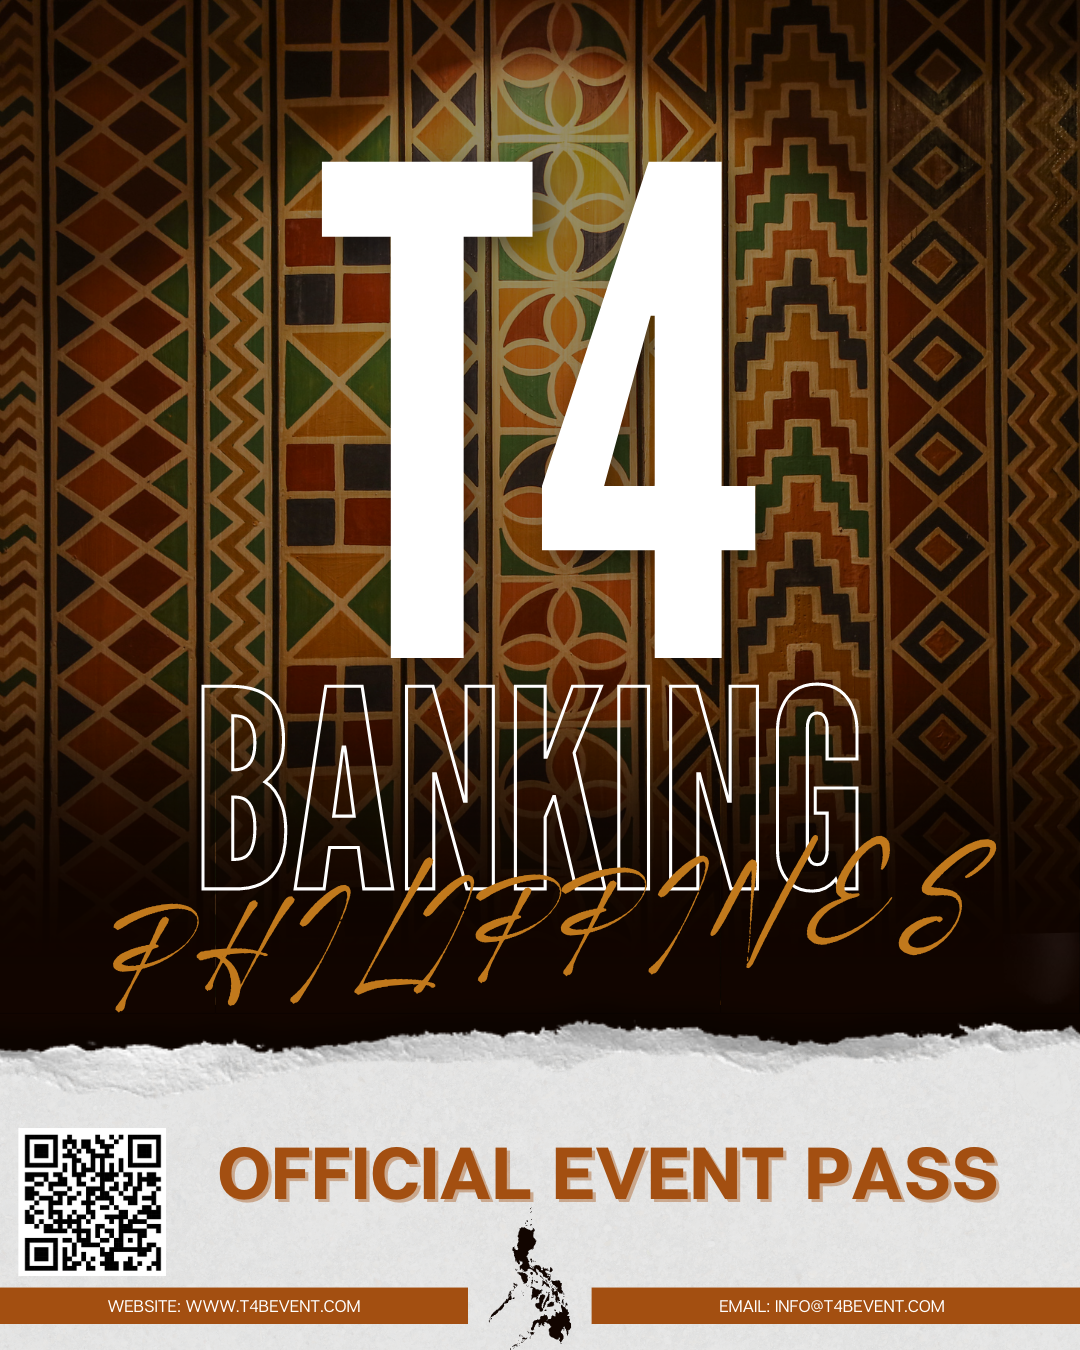 T4
BANKING
PHILIPPINES
OFFICIAL EVENT PASS
WEBSITE: WWW.T4BEVENT.COM
EMAIL: INFO@T4BEVENT.COM